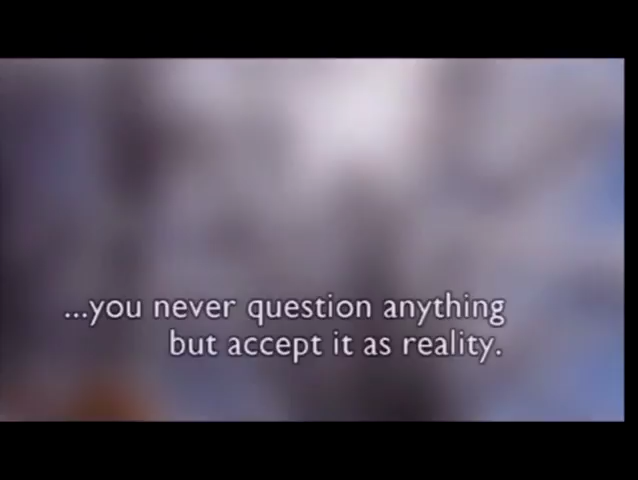 ...you never question anything
but accept it as reality.